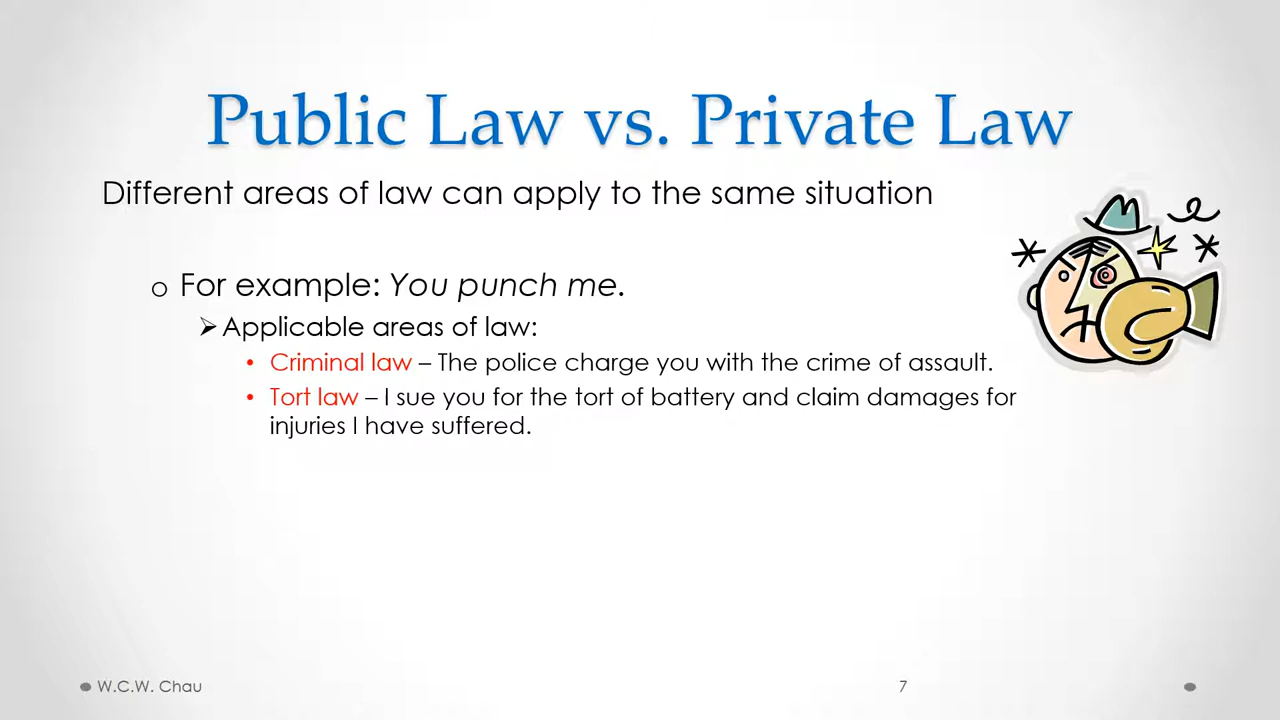 Public Law vs. Private Law
Different areas of law can apply to the same situation
o For example: You punch me.
➢ Applicable areas of law:
• Criminal law – The police charge you with the crime of assault.
• Tort law – I sue you for the tort of battery and claim damages for
injuries I have suffered.
W.C.W. Chau
7